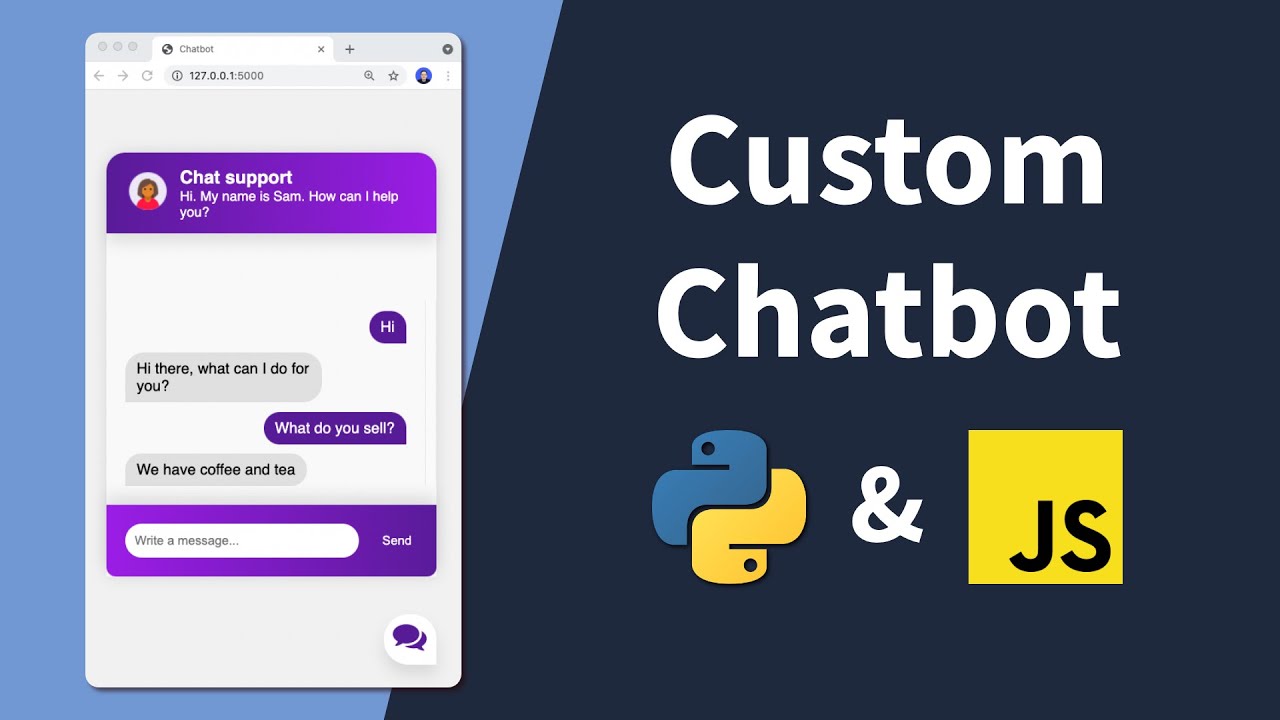 Chatbot
127.0.0.1:5000
Chat support
Hi. My name is Sam. How can I help
you?
Hi
Hi there, what can I do for
you?
What do you sell?
We have coffee and tea
Write a message...
Send
Custom
Chatbot
&
JS